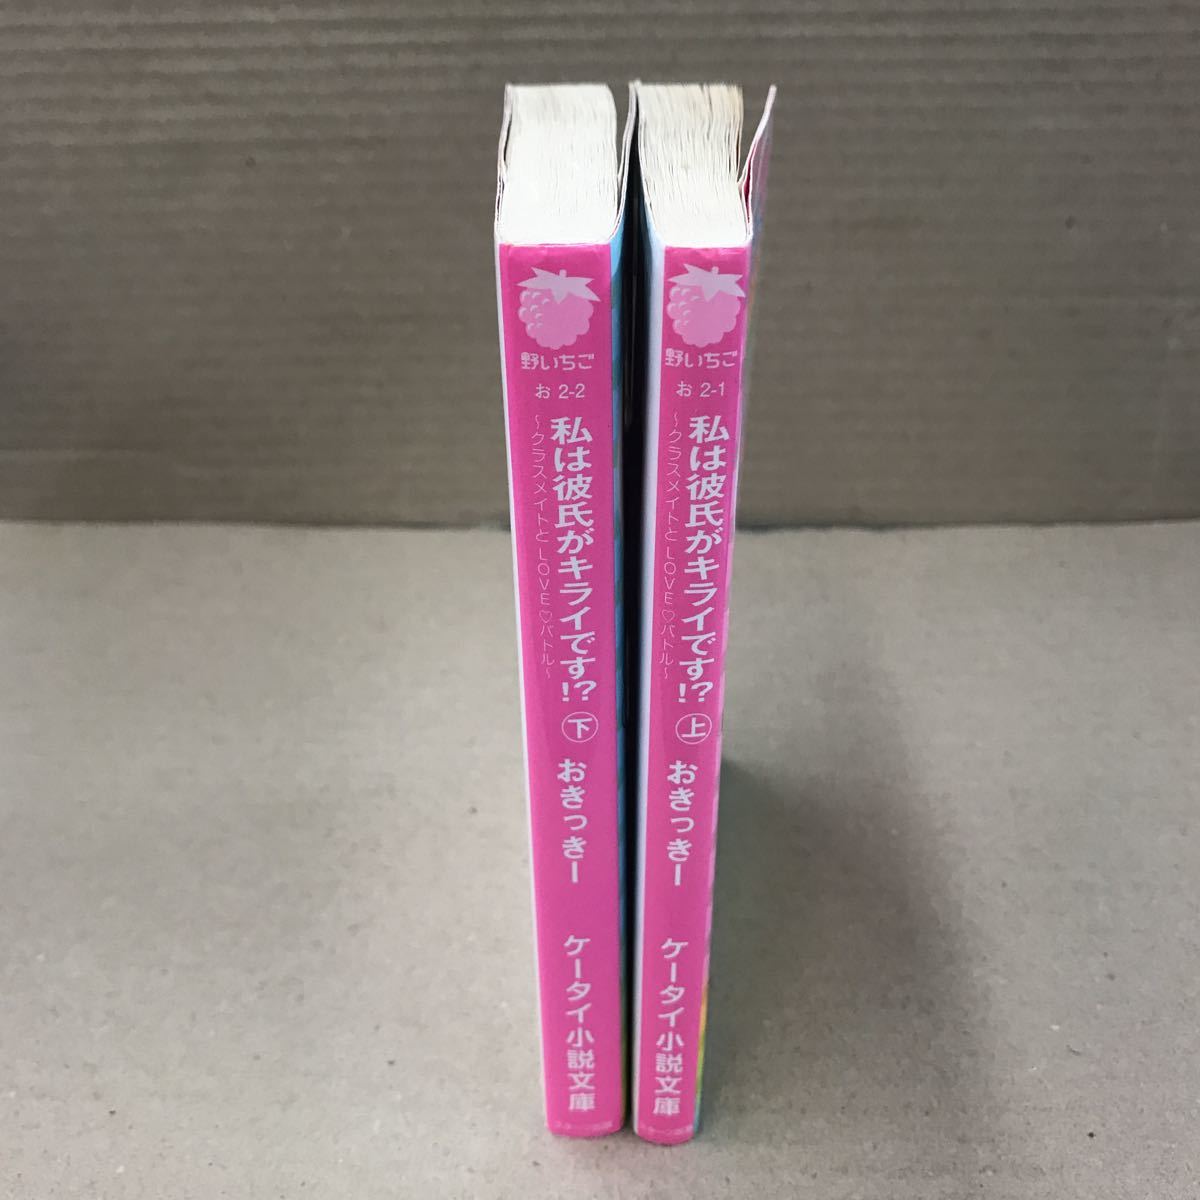 野いちご
お 2-2
私は彼氏がキライです!?
～クラスメイトとLOVE♡バトル～
下
おきっきー
ケータイ小説文庫
野いちご
お 2-1
私は彼氏がキライです!?
～クラスメイトとLOVE♡バトル～
上
おきっきー
ケータイ小説文庫